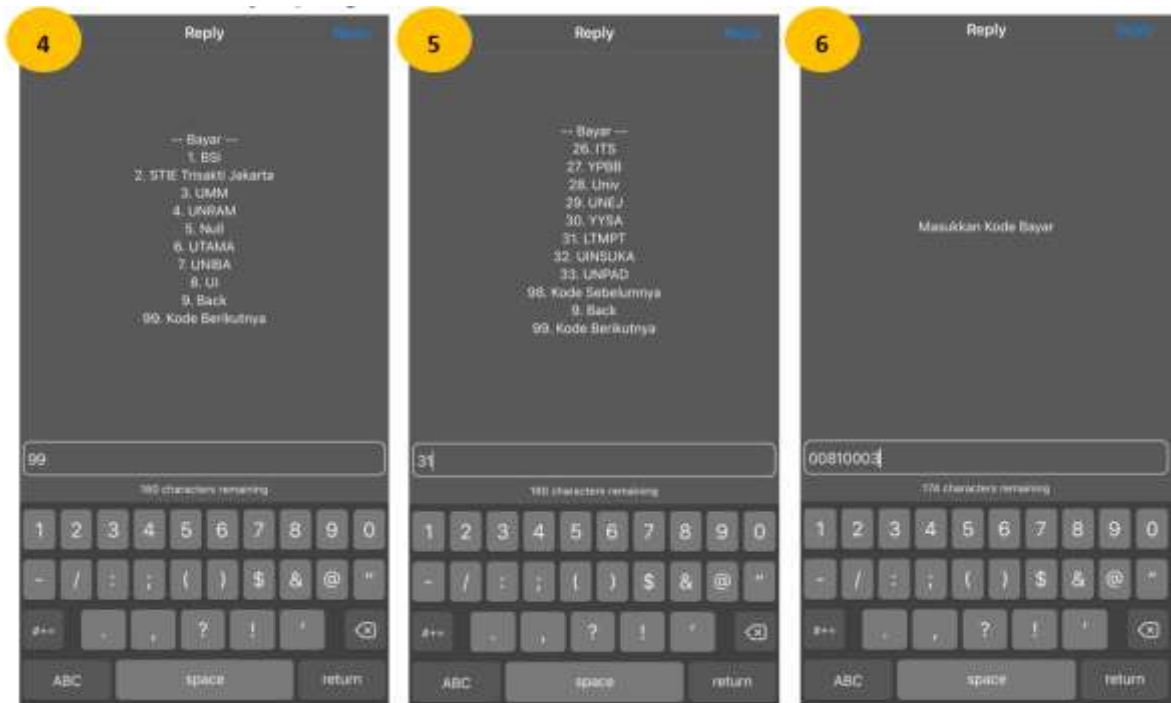 4
Reply
Reply
-- Bayar --
1. BSI
2. STIE Trisakti Jakarta
3. UMM
4. UNRAM
5. Null
6. UTAMA
7. UNIBA
8. UI
9. Back
99. Kode Berikutnya
99
180 characters remaining
1 2 3 4 5 6 7 8 9 0
- / : ; ( ) $ & @ "
#+= . , ? ! '
ABC space return
5
Reply
Reply
-- Bayar --
26. ITS
27. YPBB
28. Univ
29. UNEJ
30. YYSA
31. LTMPT
32. UINSUKA
33. UNPAD
98. Kode Sebelumnya
9. Back
99. Kode Berikutnya
31
180 characters remaining
1 2 3 4 5 6 7 8 9 0
- / : ; ( ) $ & @ "
#+= . , ? ! '
ABC space return
6
Reply
Reply
Masukkan Kode Bayar
00810003
174 characters remaining
1 2 3 4 5 6 7 8 9 0
- / : ; ( ) $ & @ "
#+= . , ? ! '
ABC space return